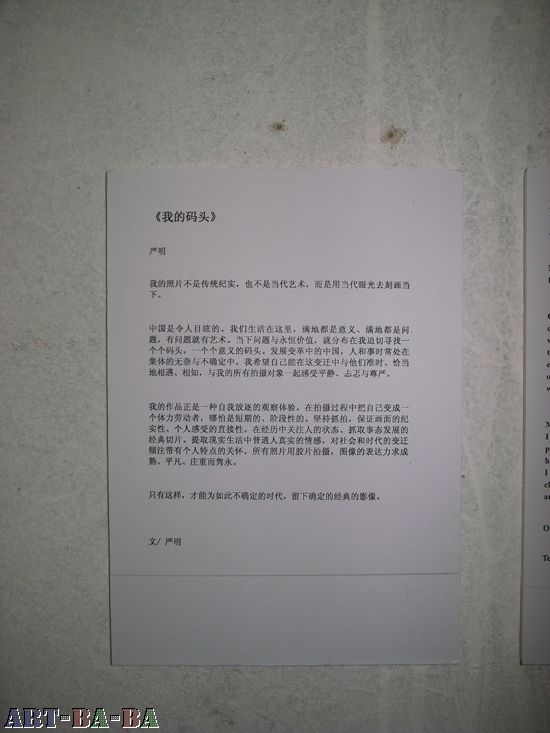 《我的码头》
严明
我的照片不是传统纪实，也不是当代艺术，而是用当代眼光去刻画当
下。
中国是令人目眩的。我们生活在这里，满地都是意义、满地都是问
题，有问题就有艺术。当下问题与永恒价值，就分布在我迫切寻找一
个个码头，一个个意义的码头。发展变革中的中国，人和事时常处在
集体的无奈与不确定中，我希望自己能在这变迁中与他们准时、恰当
地相遇、相知，与我的所有拍摄对象一起感受平静、忐忑与尊严。
我的作品正是一种自我放逐的观察体验。在拍摄过程中把自己变成一
个体力劳动者，哪怕是短期的、阶段性的。坚持抓拍，保证画面的纪
实性、个人感受的直接性。在经历中关注人的状态、抓取事态发展的
经典切片。提取现实生活中普通人真实的情感，对社会和时代的变迁
倾注带有个人特点的关怀。所有照片用胶片拍摄，图像的表达力求成
熟、平凡、庄重而隽永。
只有这样，才能为如此不确定的时代，留下确定的经典的影像。
文/ 严明
ART-BA-BA